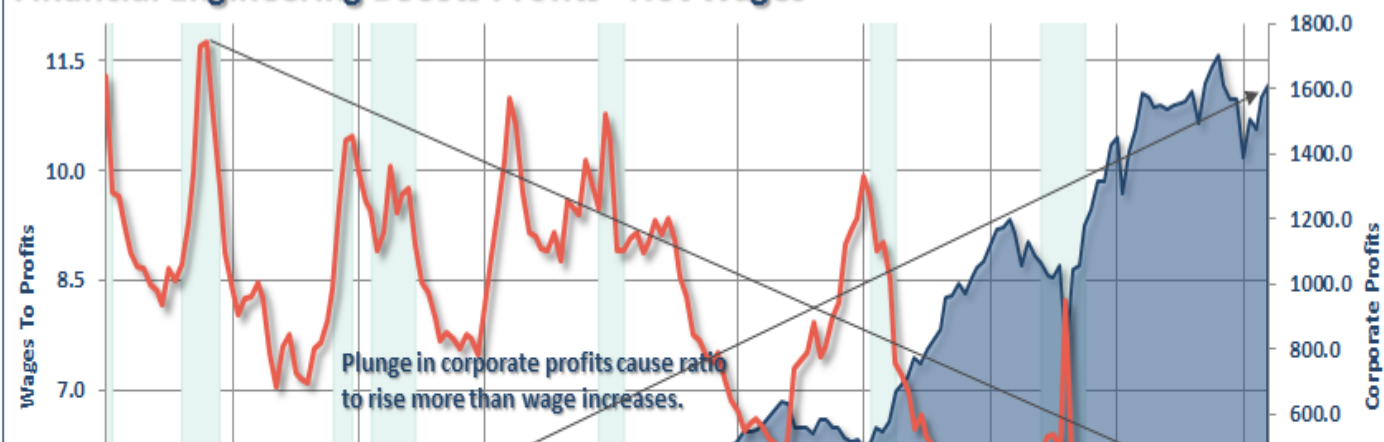 1800.0
11.5
1600.0
10.0
1400.0
1200.0
8.5
1000.0
Plunge in corporate profits cause ratio
800.0
7.0
to rise more than wage increases.
600.0
Wages To Profits
Corporate Profits